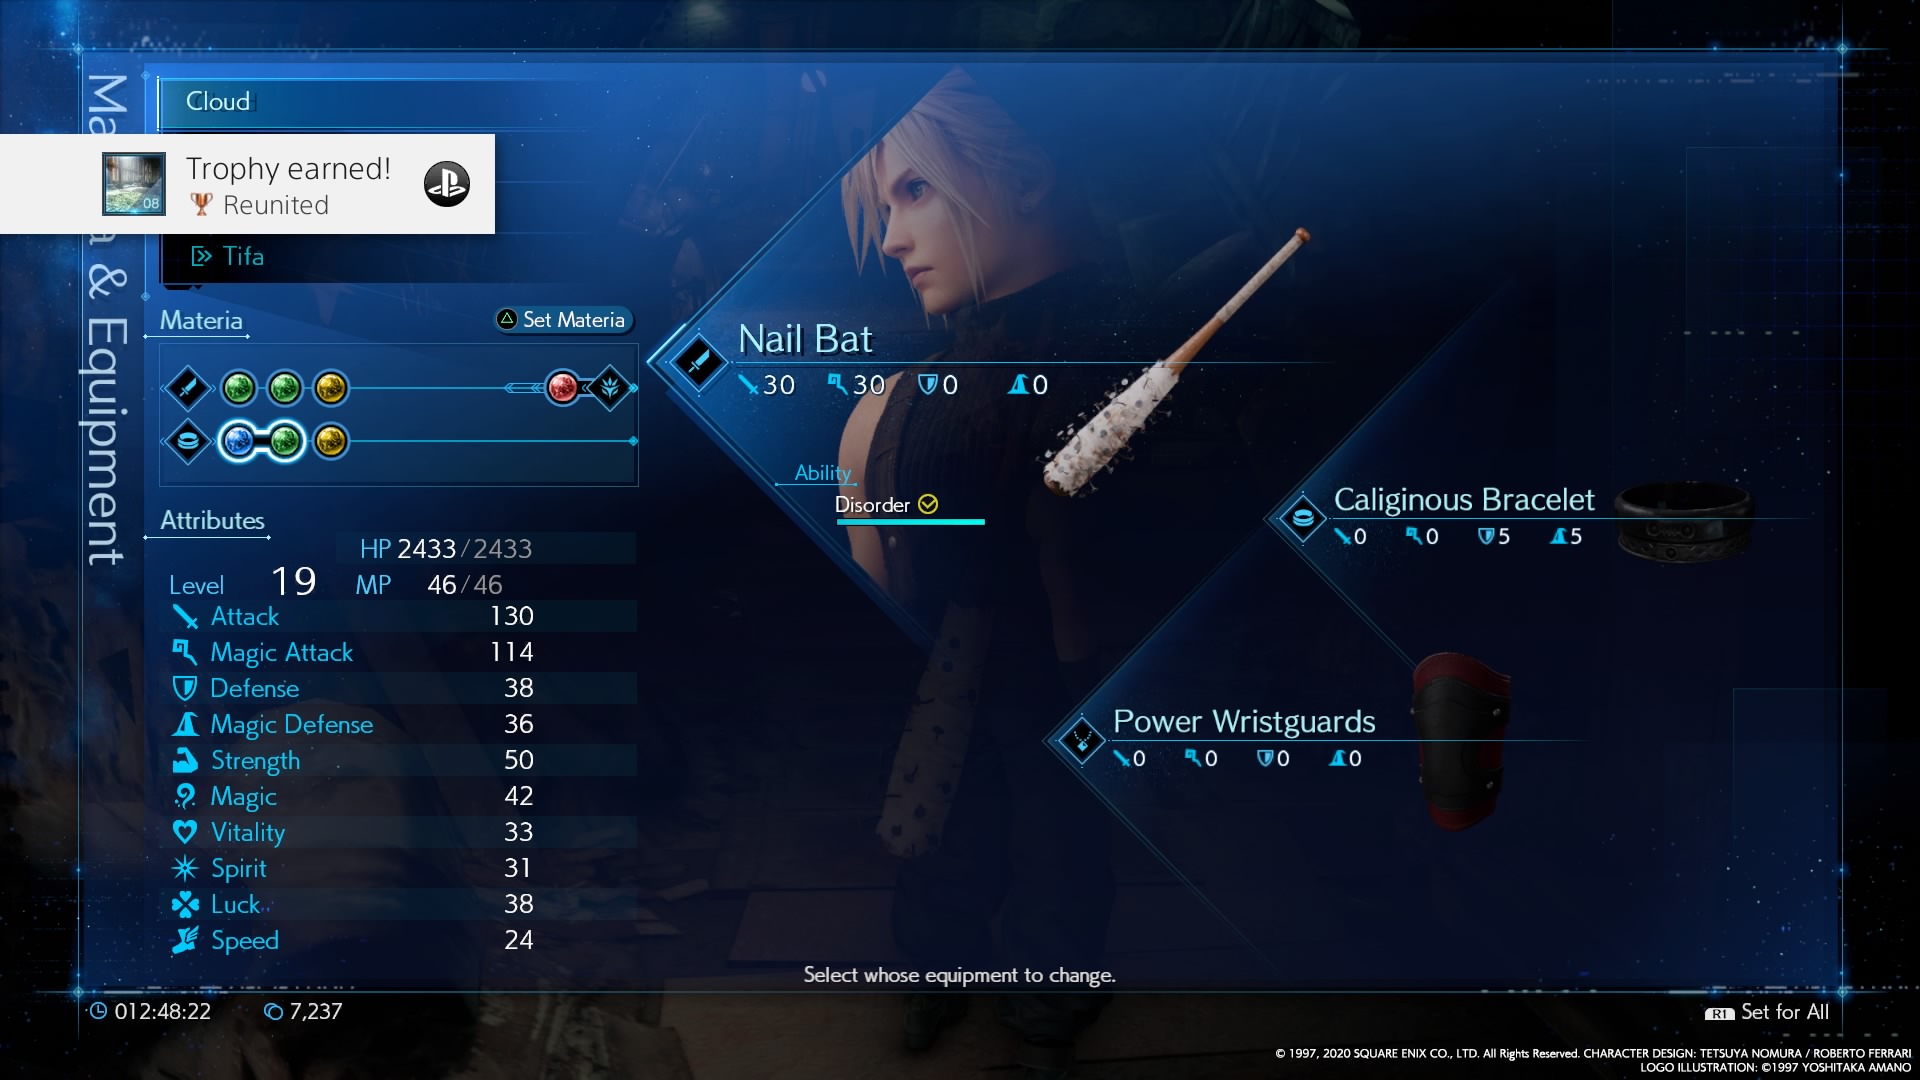 Cloud
Trophy earned!
08
Reunited
Tifa
Ma a & Equipment
Materia
Set Materia
Nail Bat
30 30 0 0
Ability
Disorder
Caliginous Bracelet
0 0 5 5
Attributes
HP 2433/2433
Level 19 MP 46/46
Attack 130
Magic Attack 114
Defense 38
Magic Defense 36
Strength 50
Magic 42
Vitality 33
Spirit 31
Luck 38
Speed 24
Power Wristguards
0 0 0 0
Select whose equipment to change.
012:48:22 7,237
R1 Set for All
© 1997, 2020 SQUARE ENIX CO., LTD. All Rights Reserved. CHARACTER DESIGN: TETSUYA NOMURA / ROBERTO FERRARI
LOGO ILLUSTRATION: ©1997 YOSHITAKA AMANO